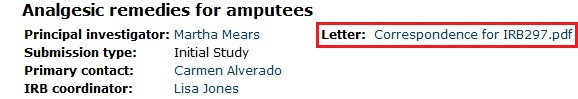 Analgesic remedies for amputees
Principal investigator: Martha Mears Letter: Correspondence for IRB297.pdf
Submission type: Initial Study
Primary contact: Carmen Alverado
IRB coordinator: Lisa Jones